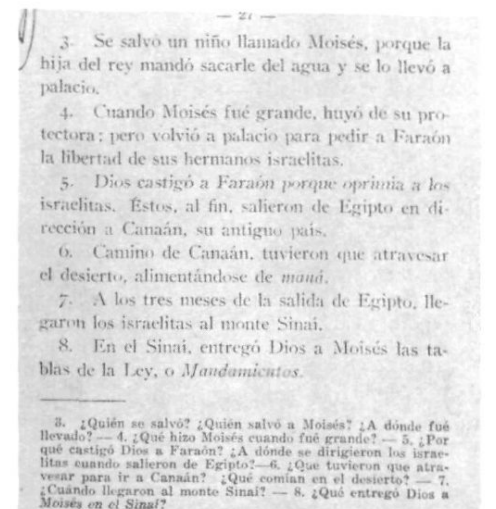 — 27 —
3. Se salvó un niño llamado Moisés, porque la
hija del rey mandó sacarle del agua y se lo llevó a
palacio.
4. Cuando Moisés fué grande, huyó de su pro-
tectora; pero volvió a palacio para pedir a Faraón
la libertad de sus hermanos israelitas.
5. Dios castigó a Faraón porque oprimía a los
israelitas. Éstos, al fin, salieron de Egipto en di-
rección a Canaán, su antiguo país.
6. Camino de Canaán, tuvieron que atravesar
el desierto, alimentándose de maná.
7. A los tres meses de la salida de Egipto, lle-
garon los israelitas al monte Sinaí.
8. En el Sinaí, entregó Dios a Moisés las ta-
blas de la Ley, o Mandamientos.
3. ¿Quién se salvó? ¿Quién salvó a Moisés? ¿A dónde fué
llevado? — 4. ¿Qué hizo Moisés cuando fué grande? — 5. ¿Por
qué castigó Dios a Faraón? ¿A dónde se dirigieron los israe-
litas cuando salieron de Egipto?—6. ¿Qué tuvieron que atra-
vesar para ir a Canaán? ¿Qué comían en el desierto? — 7.
¿Cuándo llegaron al monte Sinaí? — 8. ¿Qué entregó Dios a
Moisés en el Sinaí?